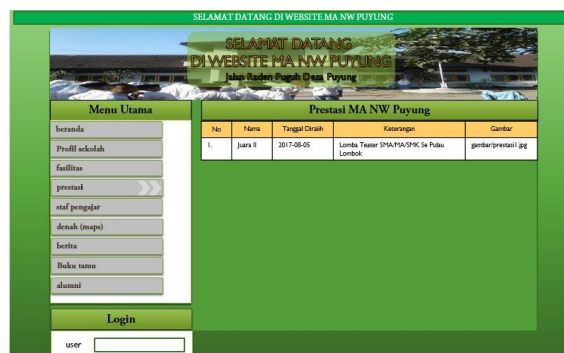 SELAMAT DATANG DI WEBSITE MA NW PUYUNG
SELAMAT DATANG
DI WEBSITE MA NW PUYUNG
Jalan Raden Puguh Desa Puyung
Menu Utama
beranda
Profil sekolah
fasilitas
prestasi
staf pengajar
denah (maps)
berita
Buku tamu
alumni
Login
user
Prestasi MA NW Puyung
No Nama Tanggal Diraiih Keterangan Gambar
1. Juara II 2017-08-05 Lomba Teater SMA/MA/SMK Se Pulau Lombok gambar/prestasi1.jpg